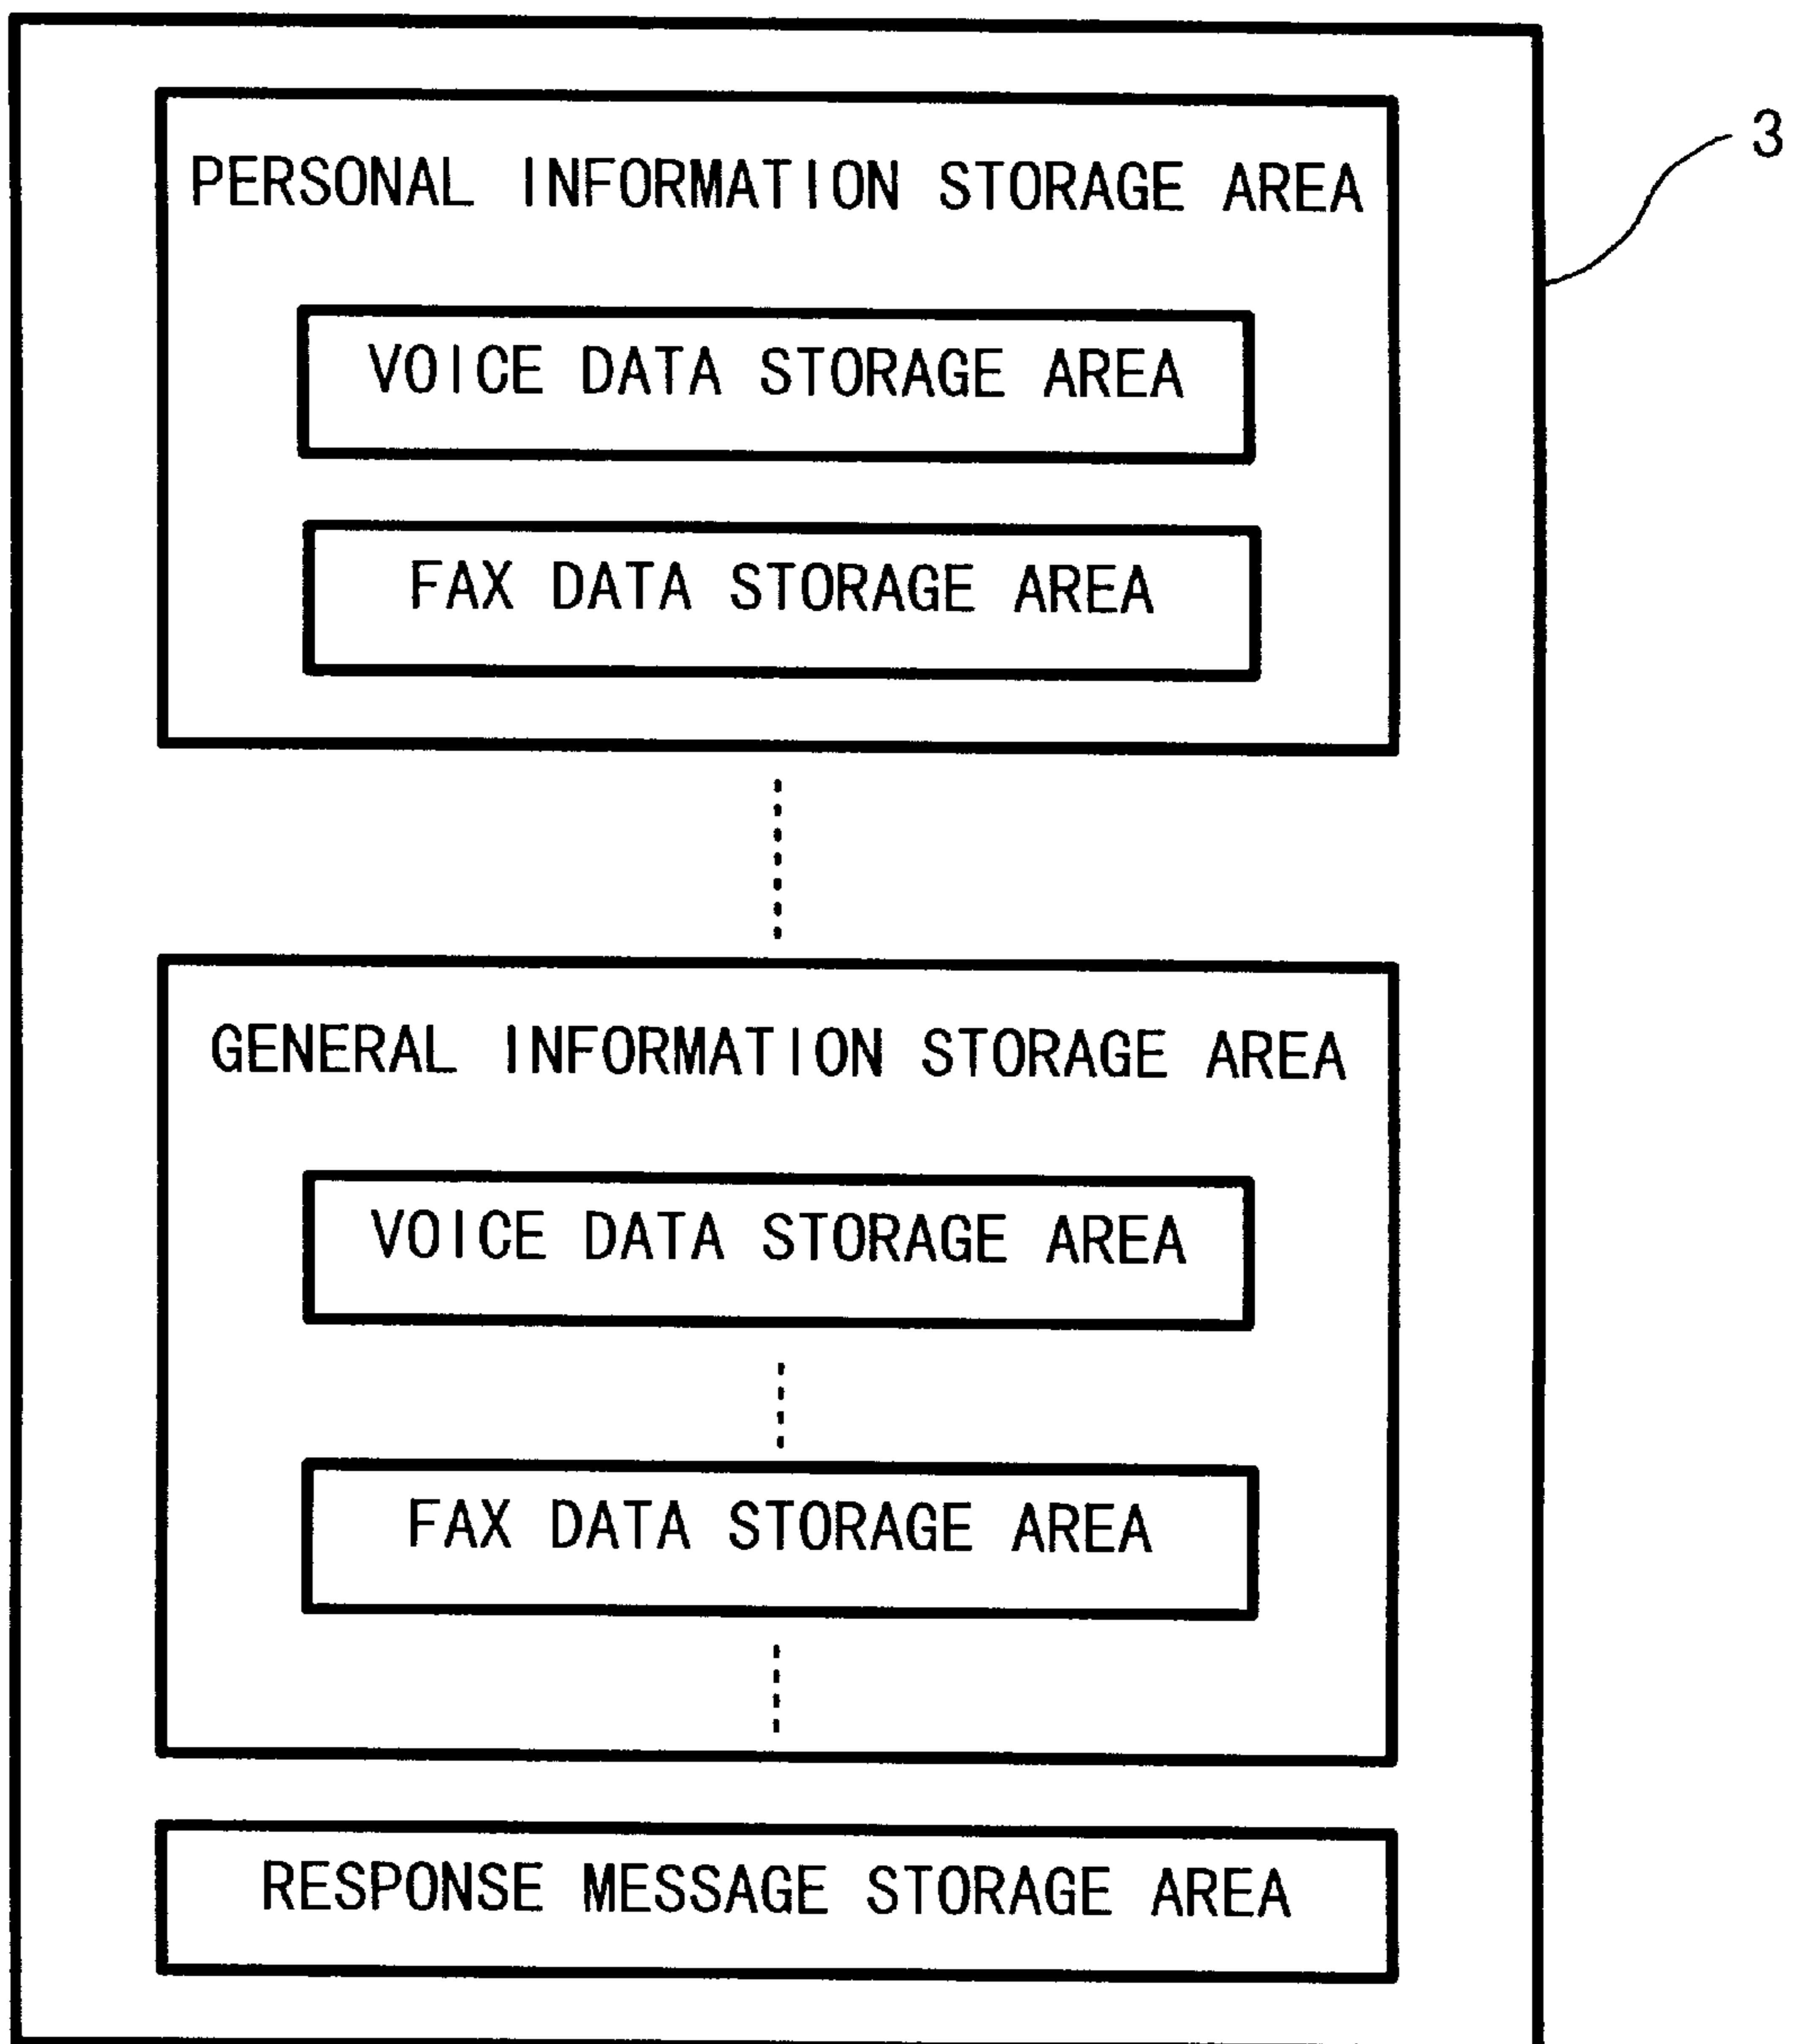 3
PERSONAL INFORMATION STORAGE AREA
VOICE DATA STORAGE AREA
FAX DATA STORAGE AREA
GENERAL INFORMATION STORAGE AREA
VOICE DATA STORAGE AREA
FAX DATA STORAGE AREA
RESPONSE MESSAGE STORAGE AREA